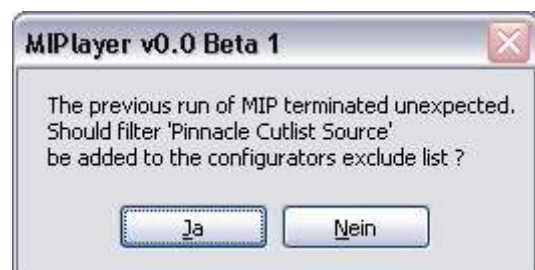 MIPlayer v0.0 Beta 1
The previous run of MIP terminated unexpected.
Should filter 'Pinnacle Cutlist Source'
be added to the configurators exclude list ?
Ja
Nein